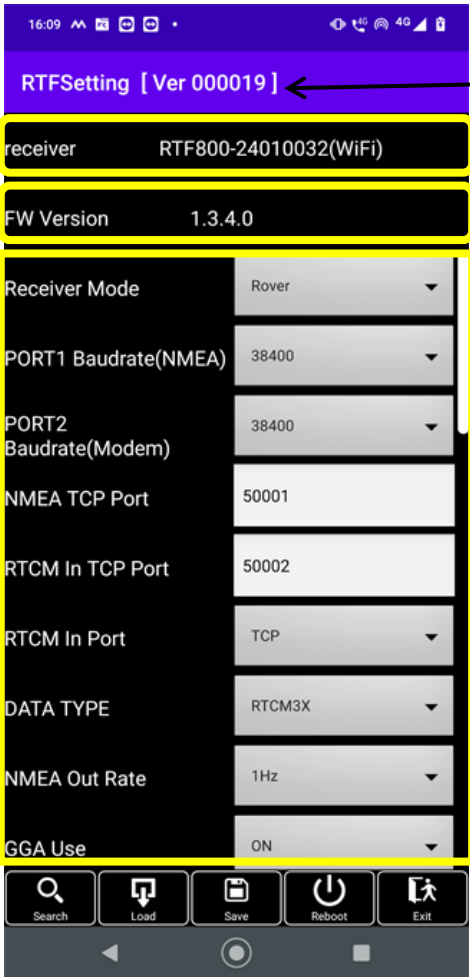 16:09
4G 4G
RTFSetting [ Ver 000019 ]
receiver RTF800-24010032(WiFi)
FW Version 1.3.4.0
Receiver Mode Rover
PORT1 Baudrate(NMEA) 38400
PORT2
Baudrate(Modem) 38400
NMEA TCP Port 50001
RTCM In TCP Port 50002
RTCM In Port TCP
DATA TYPE RTCM3X
NMEA Out Rate 1Hz
GGA Use ON
Search Load Save Reboot Exit